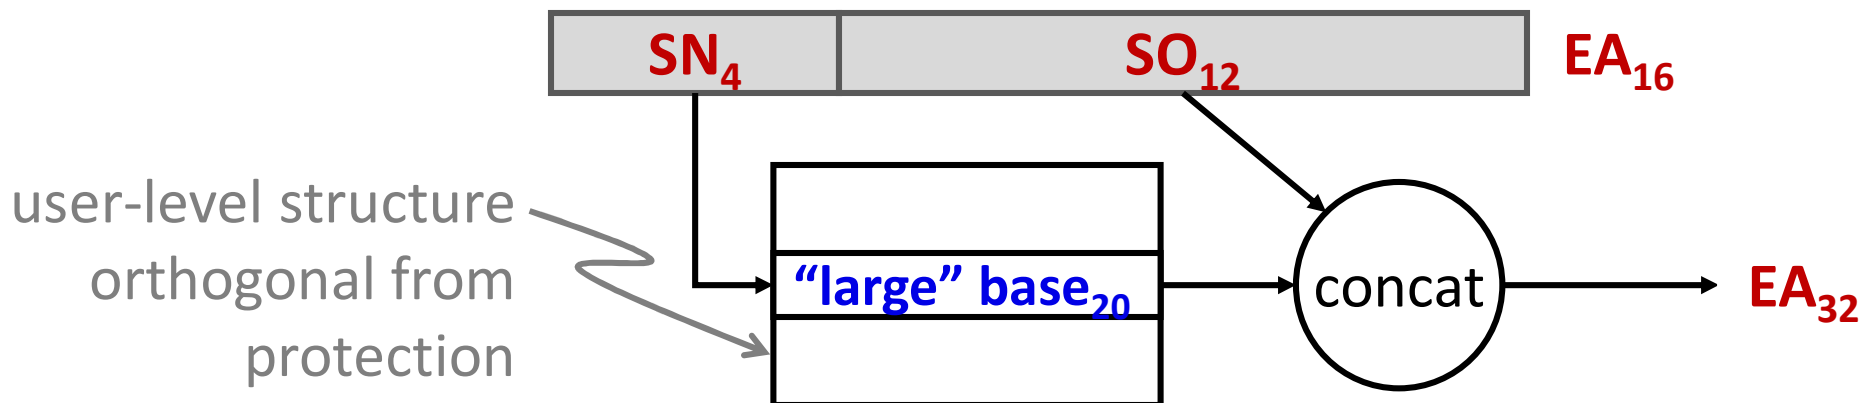 SN4 SO12 EA16
user-level structure
orthogonal from
protection
“large” base20
concat
EA32